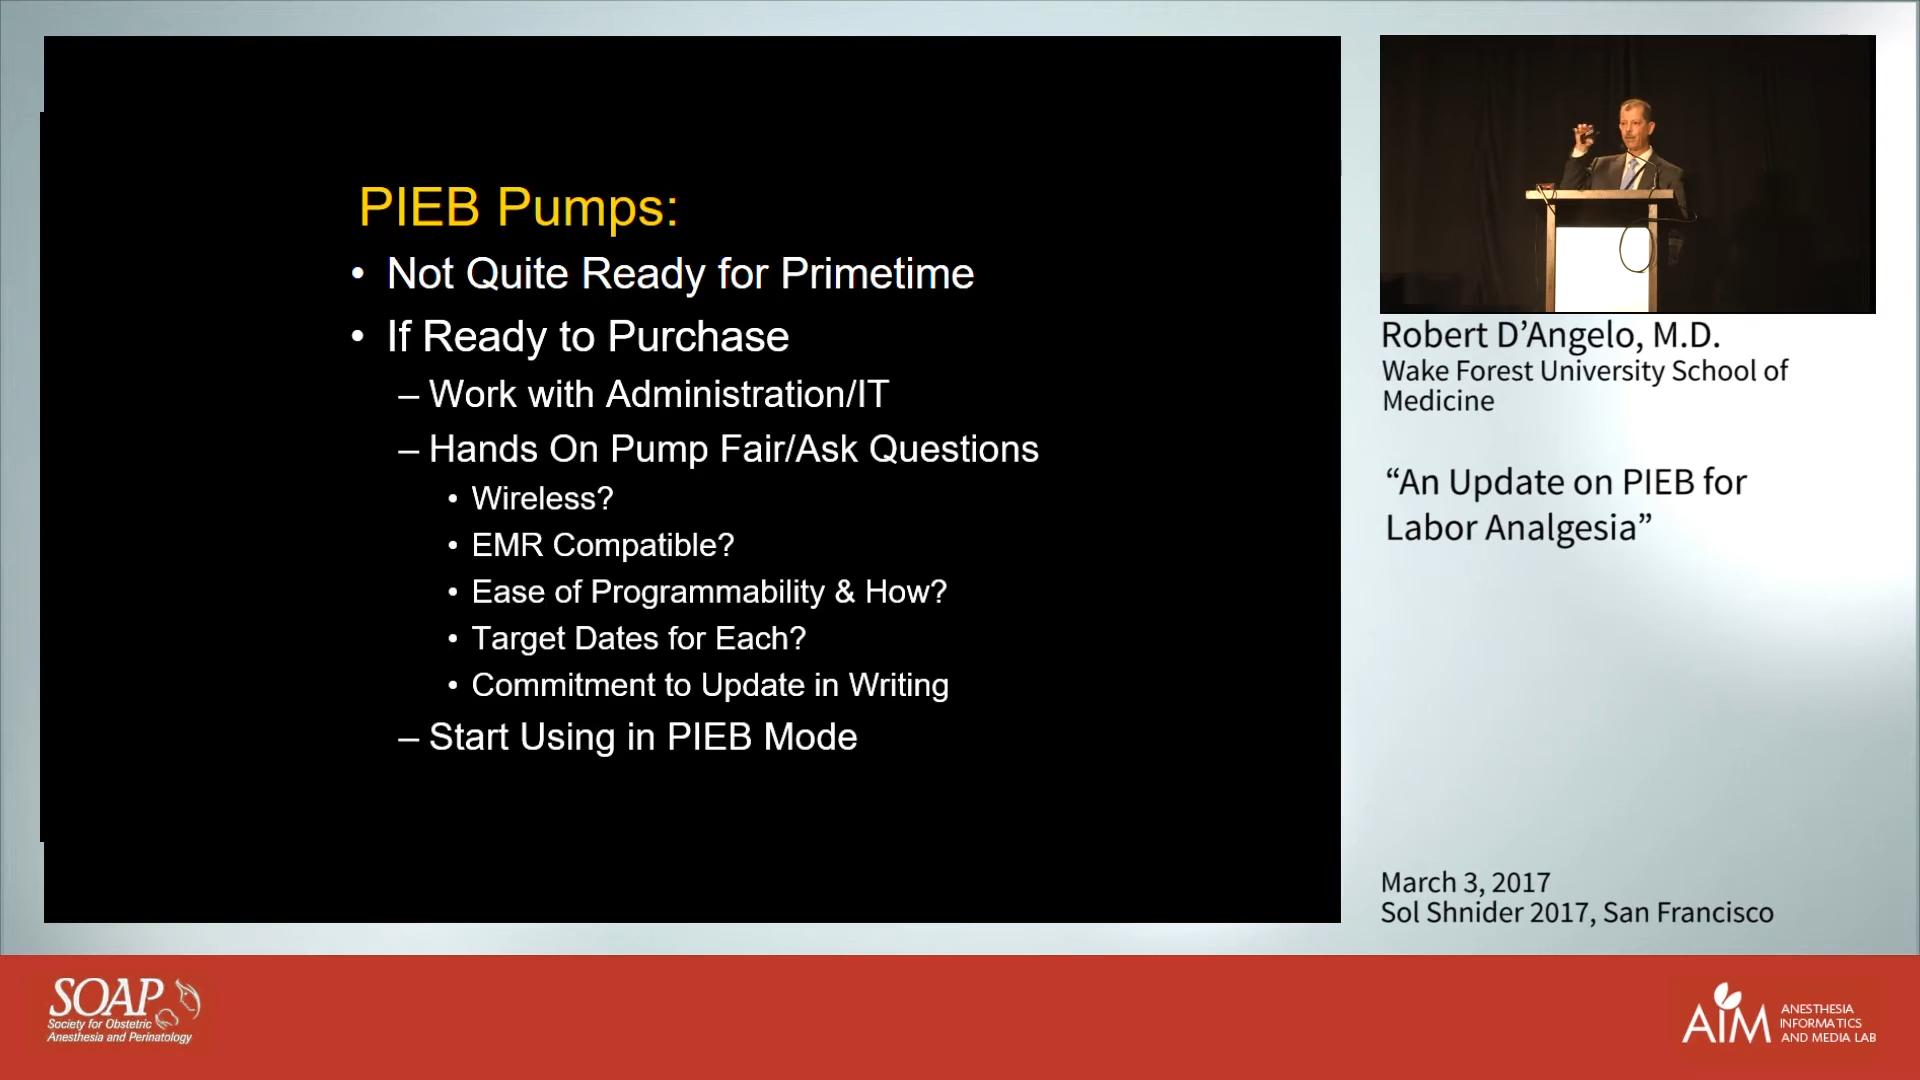 PIEB Pumps:
• Not Quite Ready for Primetime
• If Ready to Purchase
– Work with Administration/IT
– Hands On Pump Fair/Ask Questions
• Wireless?
• EMR Compatible?
• Ease of Programmability & How?
• Target Dates for Each?
• Commitment to Update in Writing
– Start Using in PIEB Mode
Robert D’Angelo, M.D.
Wake Forest University School of
Medicine
“An Update on PIEB for
Labor Analgesia”
March 3, 2017
Sol Shnider 2017, San Francisco
SOAP
Society for Obstetric
Anesthesia and Perinatology
AIM
ANESTHESIA
INFORMATICS
AND MEDIA LAB